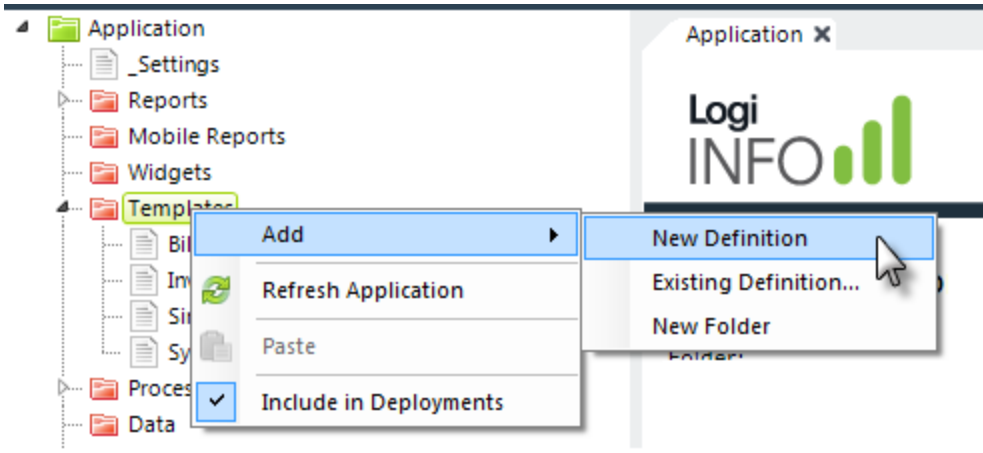 Application
_Settings
Reports
Mobile Reports
Widgets
Templates
Data
Add
Refresh Application
Paste
Include in Deployments
New Definition
Existing Definition...
New Folder
Application
Logi
INFO
Folder: